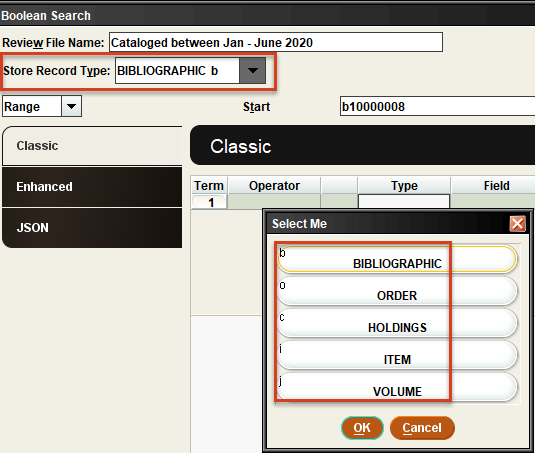 Boolean Search
Review File Name: Cataloged between Jan - June 2020
Store Record Type: BIBLIOGRAPHIC b
Range Start b10000008
Classic
Classic
Enhanced
JSON
Term Operator Type Field
1
Select Me
b BIBLIOGRAPHIC
o ORDER
c HOLDINGS
i ITEM
j VOLUME
OK Cancel